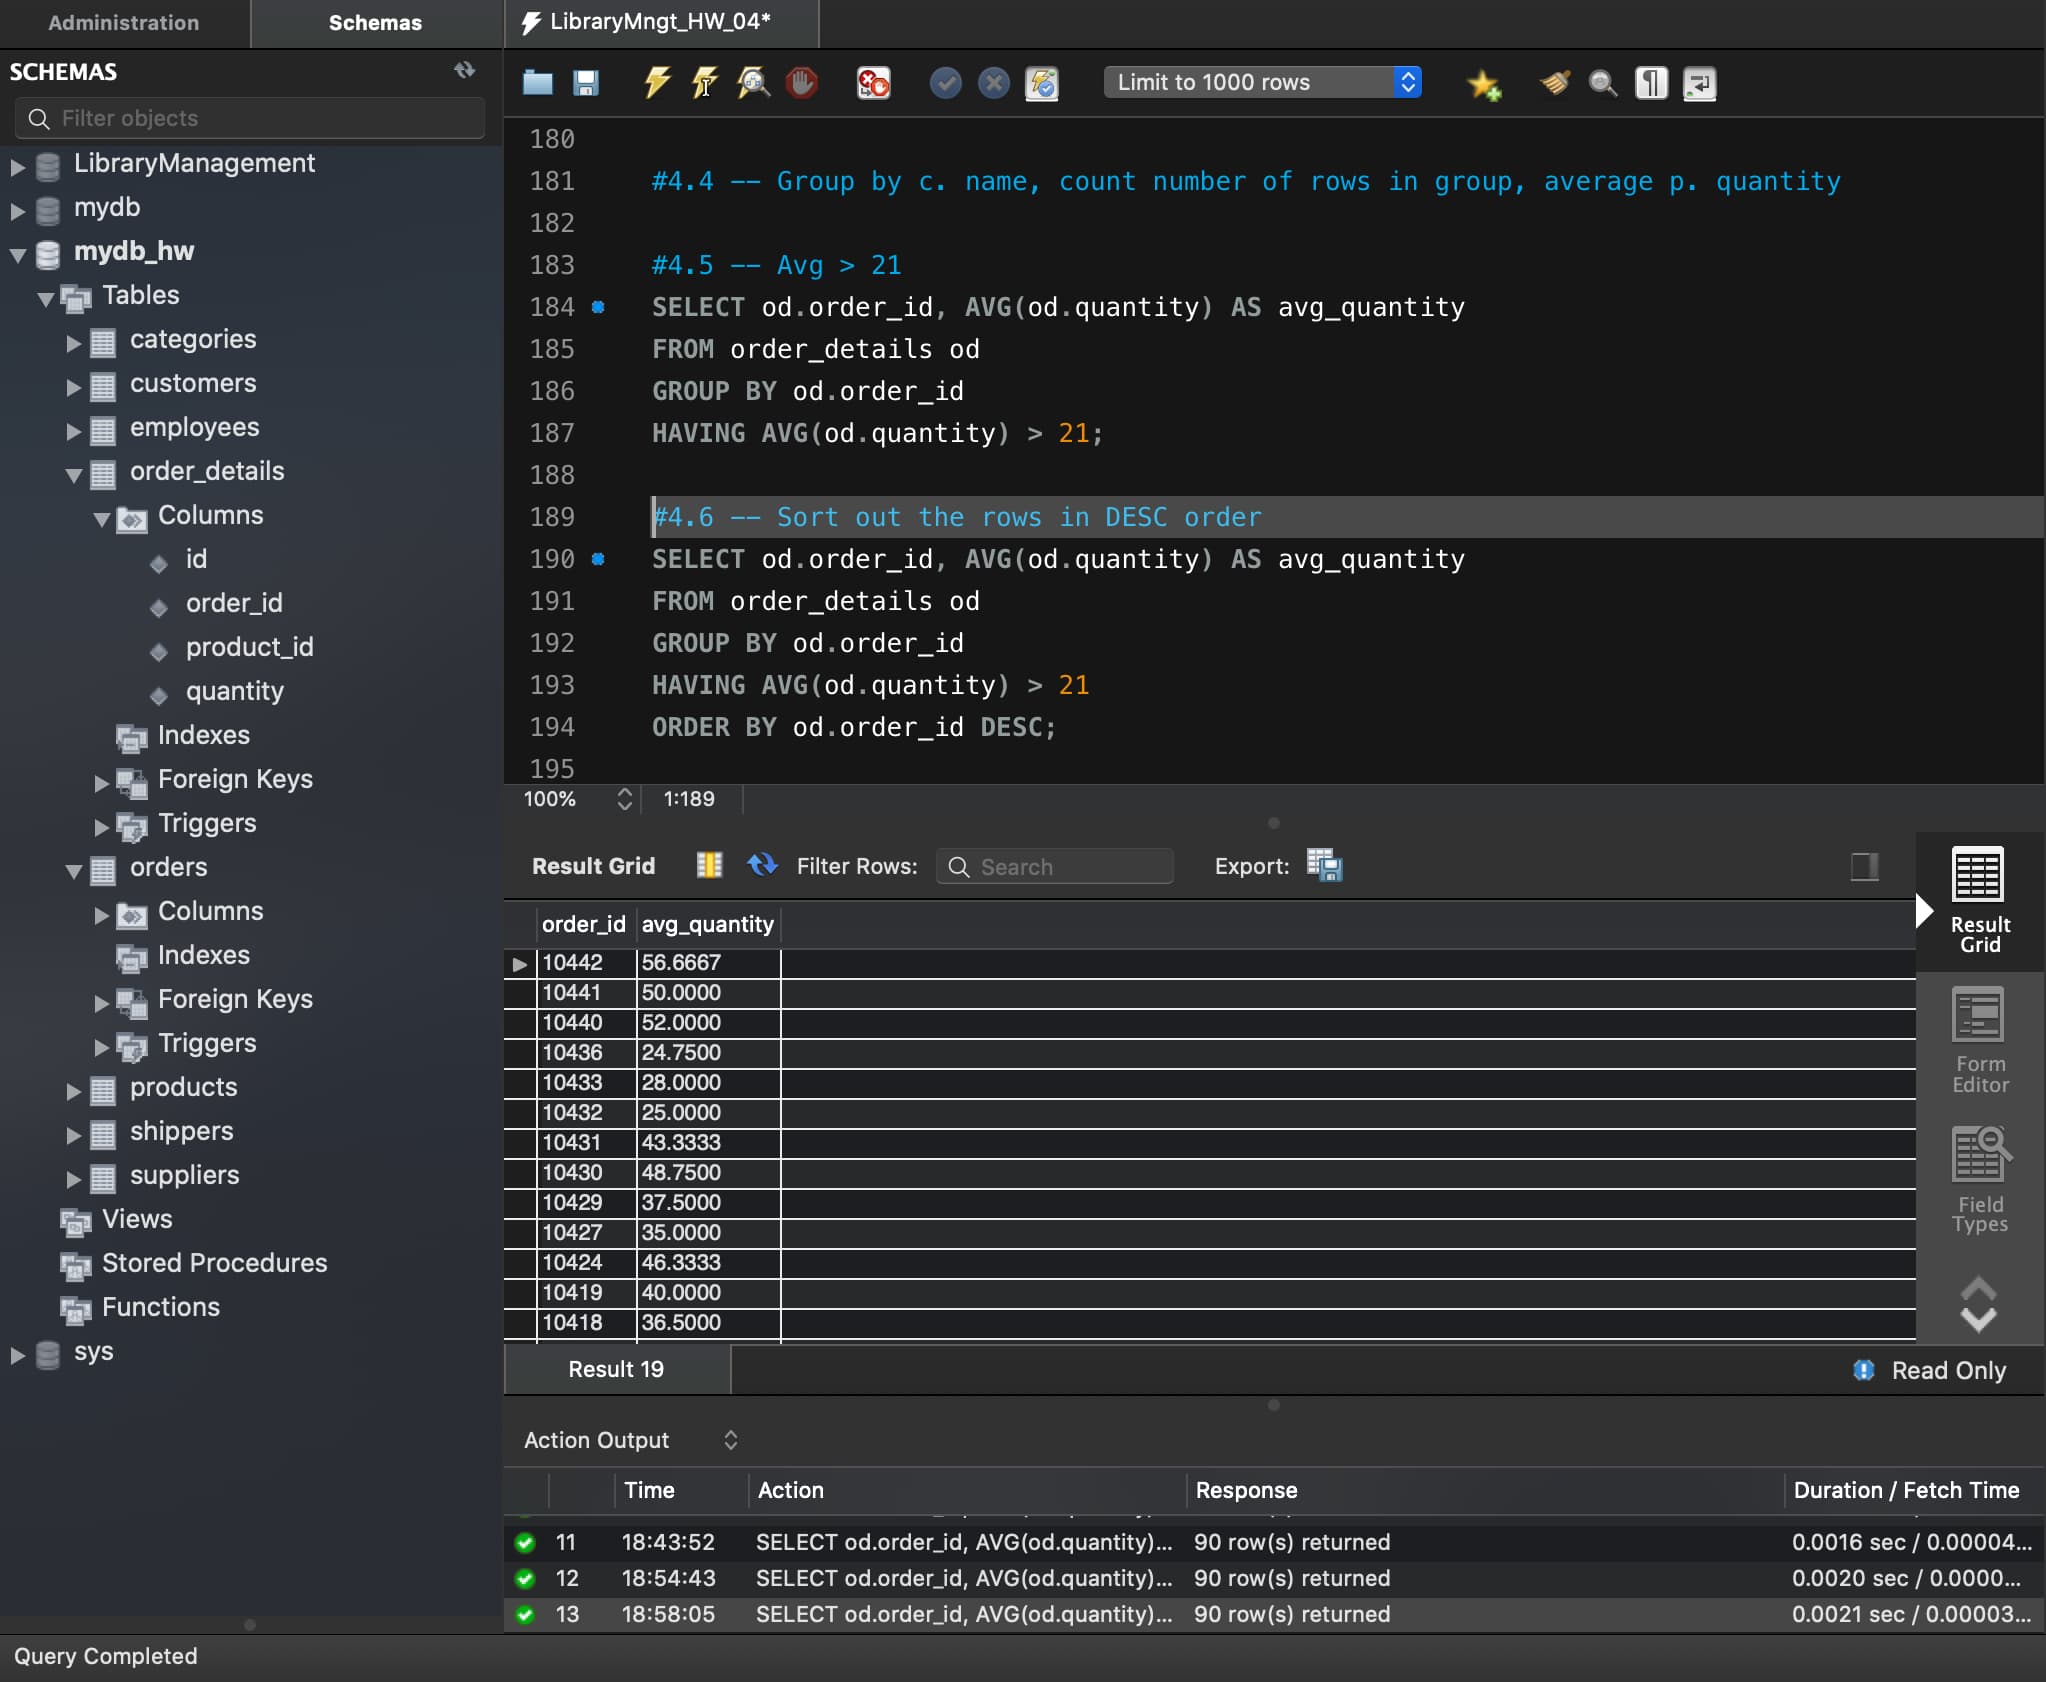 Administration
Schemas
LibraryMngt_HW_04*
SCHEMAS
Filter objects
LibraryManagement
mydb
mydb_hw
Tables
categories
customers
employees
order_details
Columns
id
order_id
product_id
quantity
Indexes
Foreign Keys
Triggers
orders
Columns
Indexes
Foreign Keys
Triggers
products
shippers
suppliers
Views
Stored Procedures
Functions
sys
Limit to 1000 rows
180
181 #4.4 -- Group by c. name, count number of rows in group, average p. quantity
182
183 #4.5 -- Avg > 21
184 SELECT od.order_id, AVG(od.quantity) AS avg_quantity
185 FROM order_details od
186 GROUP BY od.order_id
187 HAVING AVG(od.quantity) > 21;
188
189 #4.6 -- Sort out the rows in DESC order
190 SELECT od.order_id, AVG(od.quantity) AS avg_quantity
191 FROM order_details od
192 GROUP BY od.order_id
193 HAVING AVG(od.quantity) > 21
194 ORDER BY od.order_id DESC;
195
100% 1:189
Result Grid Filter Rows: Search Export:
order_id avg_quantity
10442 56.6667
10441 50.0000
10440 52.0000
10436 24.7500
10433 28.0000
10432 25.0000
10431 43.3333
10430 48.7500
10429 37.5000
10427 35.0000
10424 46.3333
10419 40.0000
10418 36.5000
Result
Grid
Form
Editor
Field
Types
Result 19
Read Only
Action Output
Time Action Response Duration / Fetch Time
11 18:43:52 SELECT od.order_id, AVG(od.quantity)... 90 row(s) returned 0.0016 sec / 0.00004...
12 18:54:43 SELECT od.order_id, AVG(od.quantity)... 90 row(s) returned 0.0020 sec / 0.0000...
13 18:58:05 SELECT od.order_id, AVG(od.quantity)... 90 row(s) returned 0.0021 sec / 0.00003...
Query Completed